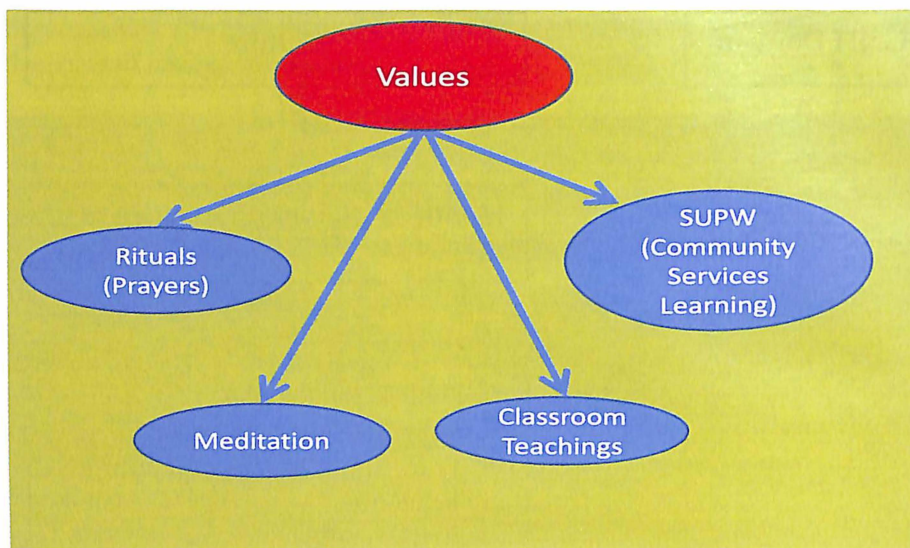 Values
Rituals
(Prayers)
SUPW
(Community
Services
Learning)
Meditation
Classroom
Teachings